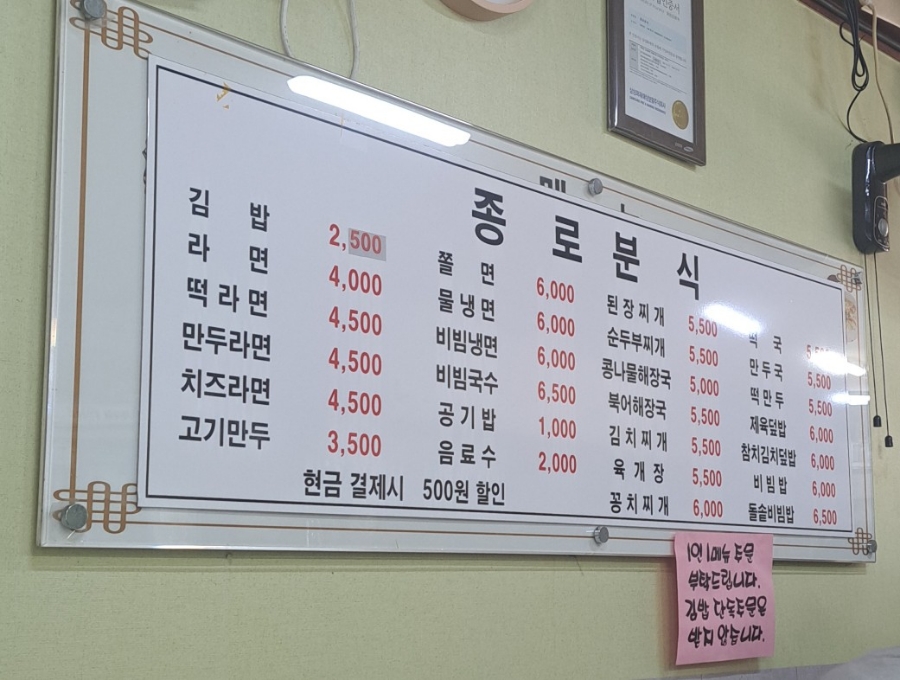 종로분식
김밥 2,500
라면 4,000
떡라면 4,500
만두라면 4,500
치즈라면 4,500
고기만두 3,500
쫄면 6,000
물냉면 6,000
비빔냉면 6,000
비빔국수 6,500
공기밥 1,000
음료수 2,000
된장찌개 5,500
순두부찌개 5,500
콩나물해장국 5,000
북어해장국 5,500
김치찌개 5,500
육개장 5,500
꽁치찌개 6,000
떡국
만두국 5,500
떡만두 5,500
제육덮밥 6,000
참치김치덮밥 6,000
비빔밥 6,000
돌솥비빔밥 6,500
현금 결제시 500원 할인
1인 1메뉴 주문
부탁드립니다.
김밥 단독주문은
받지 않습니다.